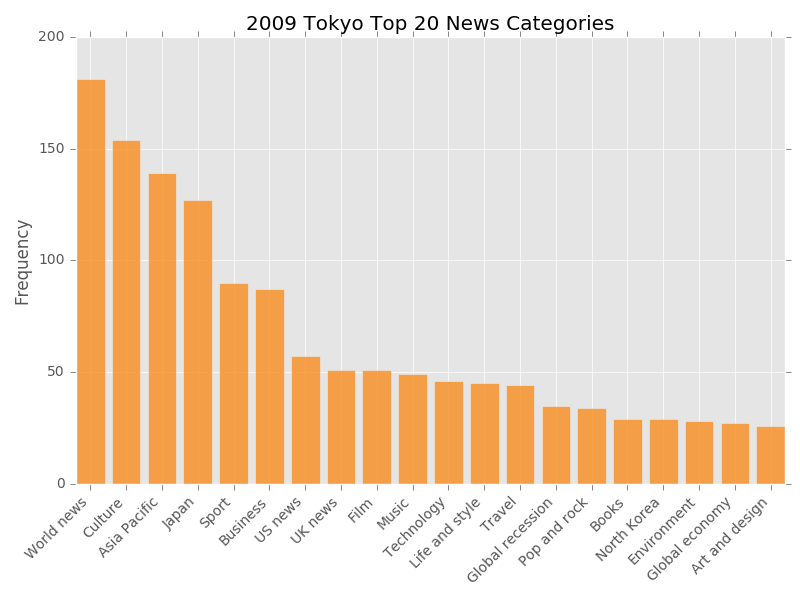 2009 Tokyo Top 20 News Categories
200
150
100
50
0
Frequency
World news
Culture
Asia Pacific
Japan
Sport
Business
US news
UK news
Film
Music
Technology
Life and style
Travel
Global recession
Pop and rock
Books
North Korea
Environment
Global economy
Art and design